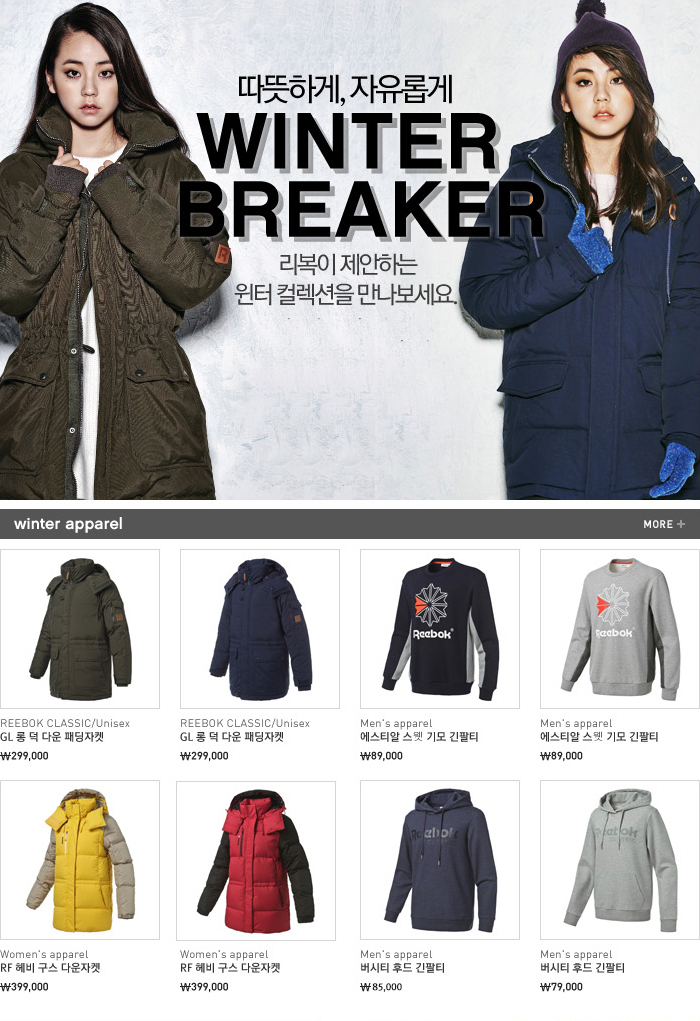 따뜻하게, 자유롭게
WINTER
BREAKER
리복이 제안하는
윈터 컬렉션을 만나보세요.
winter apparel MORE +
Reebok Reebok
REEBOK CLASSIC/Unisex REEBOK CLASSIC/Unisex Men's apparel Men's apparel
GL 롱 덕 다운 패딩자켓 GL 롱 덕 다운 패딩자켓 에스티알 스웻 기모 긴팔티 에스티알 스웻 기모 긴팔티
₩299,000 ₩299,000 ₩89,000 ₩89,000
Reebok Reebok
Women's apparel Women's apparel Men's apparel Men's apparel
RF 헤비 구스 다운자켓 RF 헤비 구스 다운자켓 버시티 후드 긴팔티 버시티 후드 긴팔티
₩399,000 ₩399,000 ₩85,000 ₩79,000